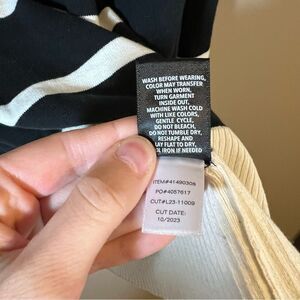 WASH BEFORE WEARING,
COLOR MAY TRANSFER
WHEN WORN,
TURN GARMENT
INSIDE OUT,
MACHINE WASH COLD
WITH LIKE COLORS,
GENTLE CYCLE,
DO NOT BLEACH,
DO NOT TUMBLE DRY,
RESHAPE AND
LAY FLAT TO DRY,
IRON IF NEEDED
ITEM#41490306
PO#4057617
CUT#L23-11009
CUT DATE:
10/2023